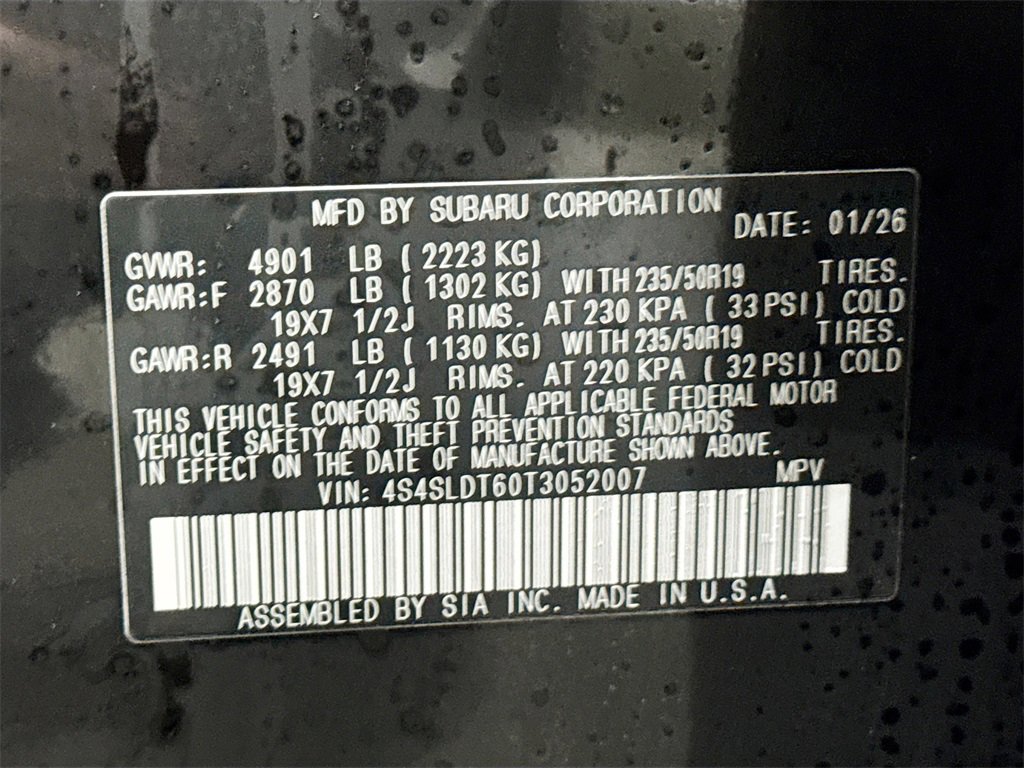 MFD BY SUBARU CORPORATION
DATE: 01/26
GVWR: 4901 LB ( 2223 KG)
GAWR:F 2870 LB ( 1302 KG) WITH 235/50R19 TIRES.
19X7 1/2J RIMS. AT 230 KPA ( 33 PSI) COLD
GAWR:R 2491 LB ( 1130 KG) WITH 235/50R19 TIRES.
19X7 1/2J RIMS. AT 220 KPA ( 32 PSI) COLD
THIS VEHICLE CONFORMS TO ALL APPLICABLE FEDERAL MOTOR
VEHICLE SAFETY AND THEFT PREVENTION STANDARDS
IN EFFECT ON THE DATE OF MANUFACTURE SHOWN ABOVE.
VIN: 4S4SLDT60T3052007 MPV
ASSEMBLED BY SIA INC. MADE IN U.S.A.